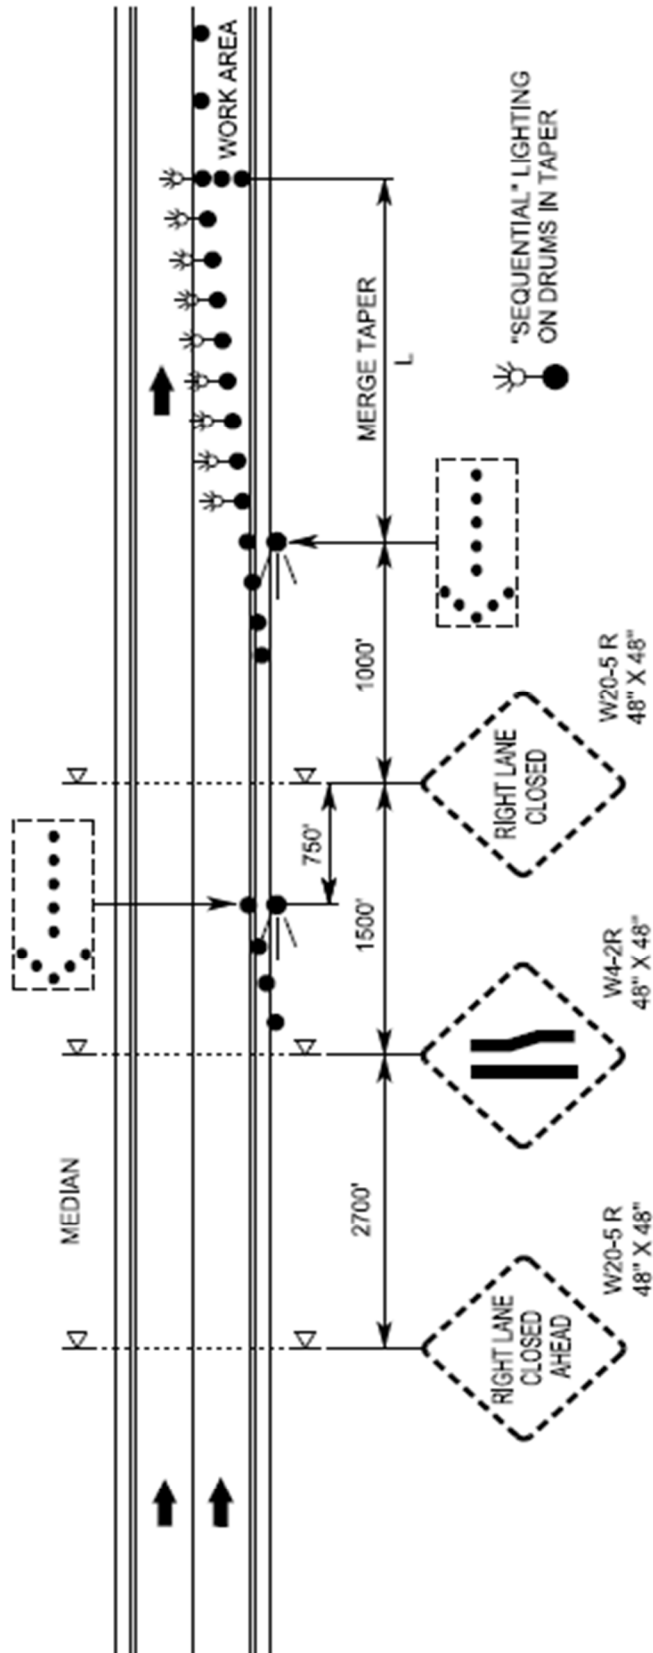 WORK AREA
"SEQUENTIAL" LIGHTING
ON DRUMS IN TAPER
MERGE TAPER
L
1000'
W20-5 R
48" X 48"
RIGHT LANE
CLOSED
750'
1500'
W4-2R
48" X 48"
MEDIAN
2700'
W20-5 R
48" X 48"
RIGHT LANE
CLOSED
AHEAD